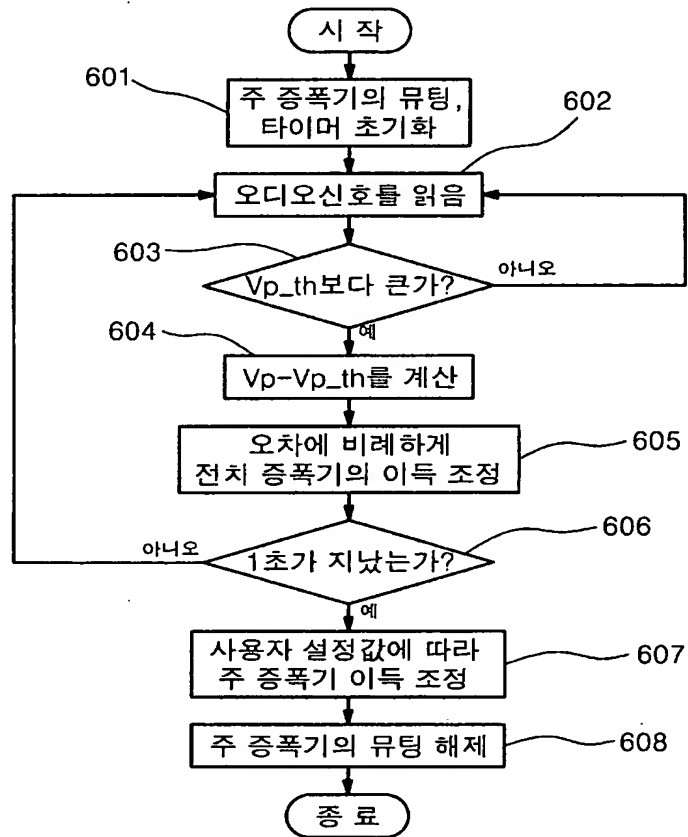 시 작
601
주 증폭기의 뮤팅,
타이머 초기화
602
오디오신호를 읽음
603
Vp_th보다 큰가?
아니오
예
604
Vp-Vp_th를 계산
오차에 비례하게
전치 증폭기의 이득 조정
605
606
아니오
1초가 지났는가?
예
사용자 설정값에 따라
주 증폭기 이득 조정
607
주 증폭기의 뮤팅 해제
608
종 료